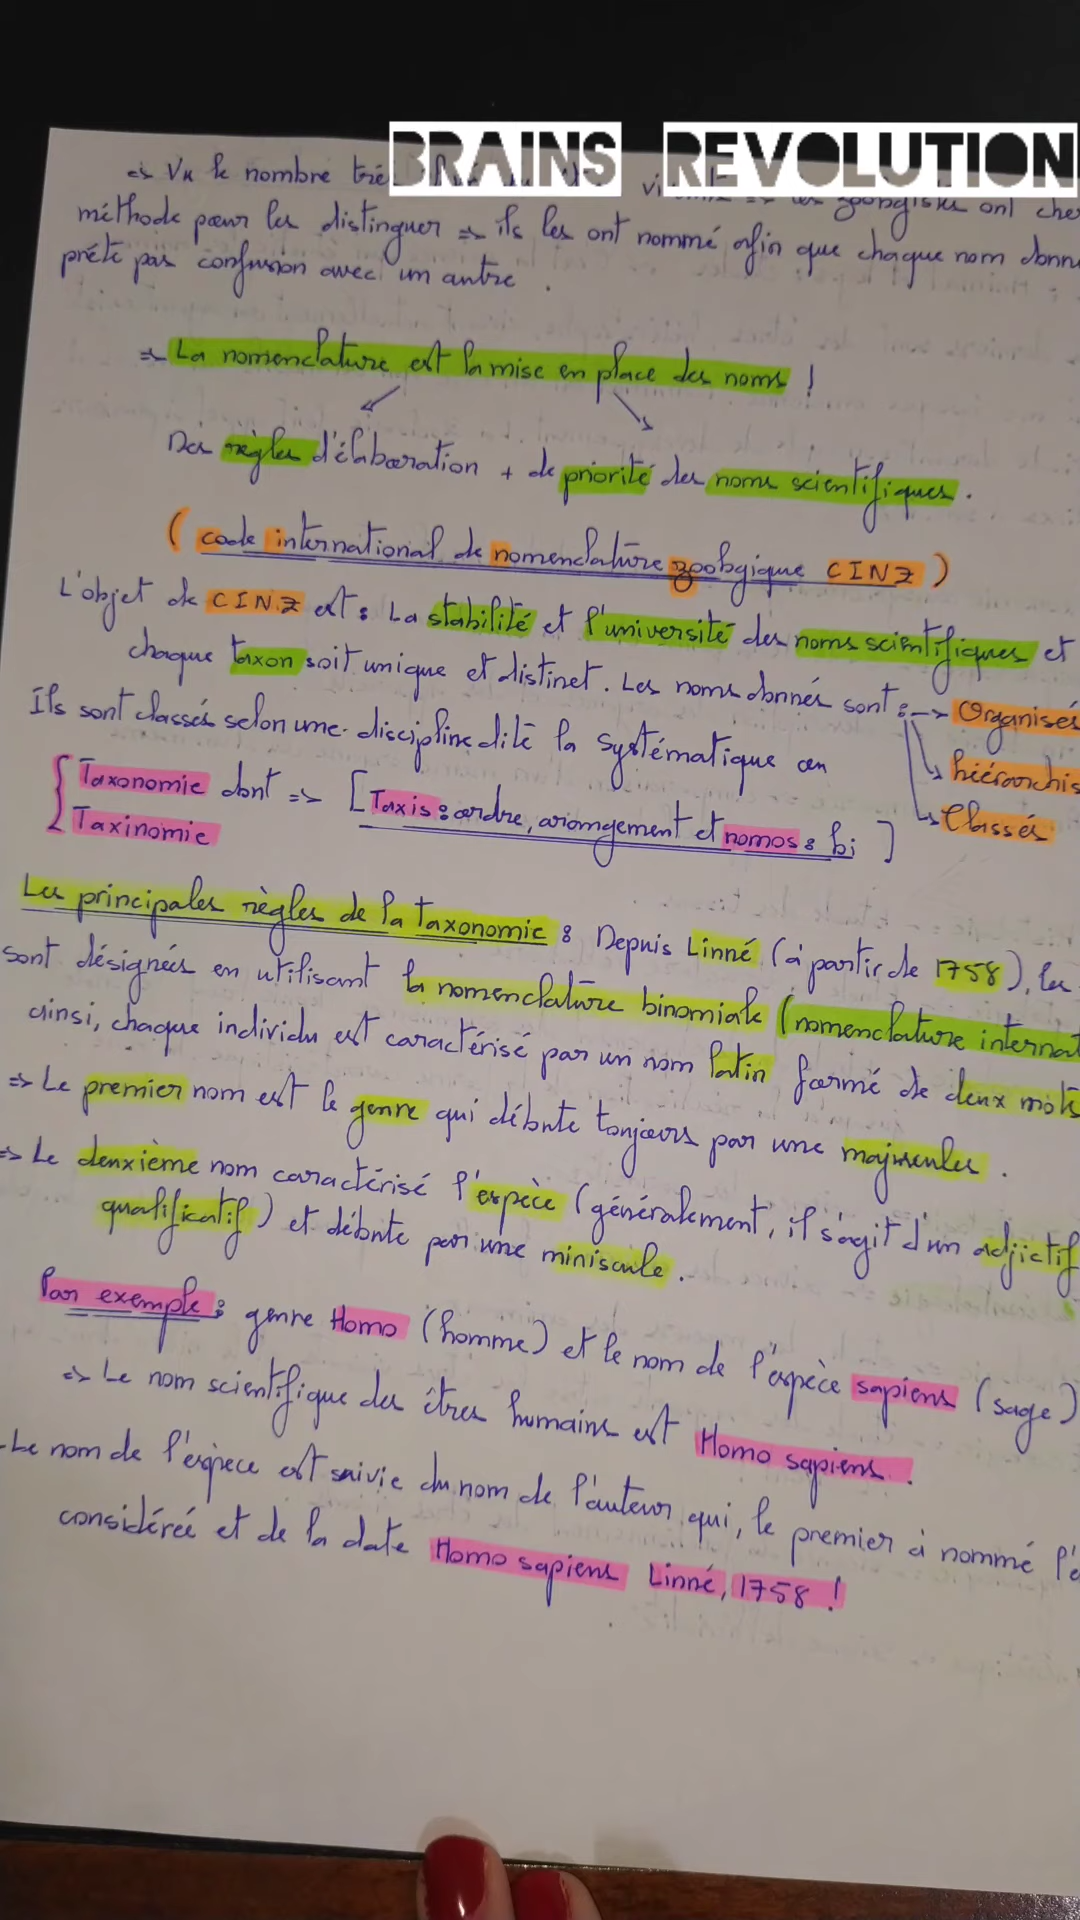 BRAINS REVOLUTION
=> Vu le nombre trés
méthode pour les distinguer => ils les ont nommé afin que chaque nom donné
prête pas confusion avec un autre .
=> La nomenclature est la mise en place des noms !
Des règles d'élaboration + de priorité des noms scientifiques .
( code international de nomenclature zoologique CINZ )
L'objet de CINZ est : La stabilité et l'université des noms scientifiques et
chaque taxon soit unique et distinct . Les noms donnés sont : -> Organisés
Ils sont classés selon une discipline dite la systématique ou
hiérarchis
Classés
Taxonomie dont => [ Taxis : ordre, arrangement et nomos : loi ]
Taxinomie
Les principales règles de la Taxonomie : Depuis Linné (à partir de 1758), les
sont désignées en utilisant la nomenclature binomiale (nomenclature internat
ainsi, chaque individu est caractérisé par un nom latin formé de deux mots
=> Le premier nom est le genre qui débute toujours par une majuscules .
=> Le deuxième nom caractérisé l'espèce (généralement, il s'agit d'un adjictif
qualificatif) et débute par une miniscule .
Par exemple : genre Homo (homme) et le nom de l'espèce sapiens (sage)
=> Le nom scientifique des êtres humains est Homo sapiens .
- Le nom de l'espece est suivie du nom de l'auteur qui, le premier à nommé l'e
considérée et de la date Homo sapiens Linné, 1758 !